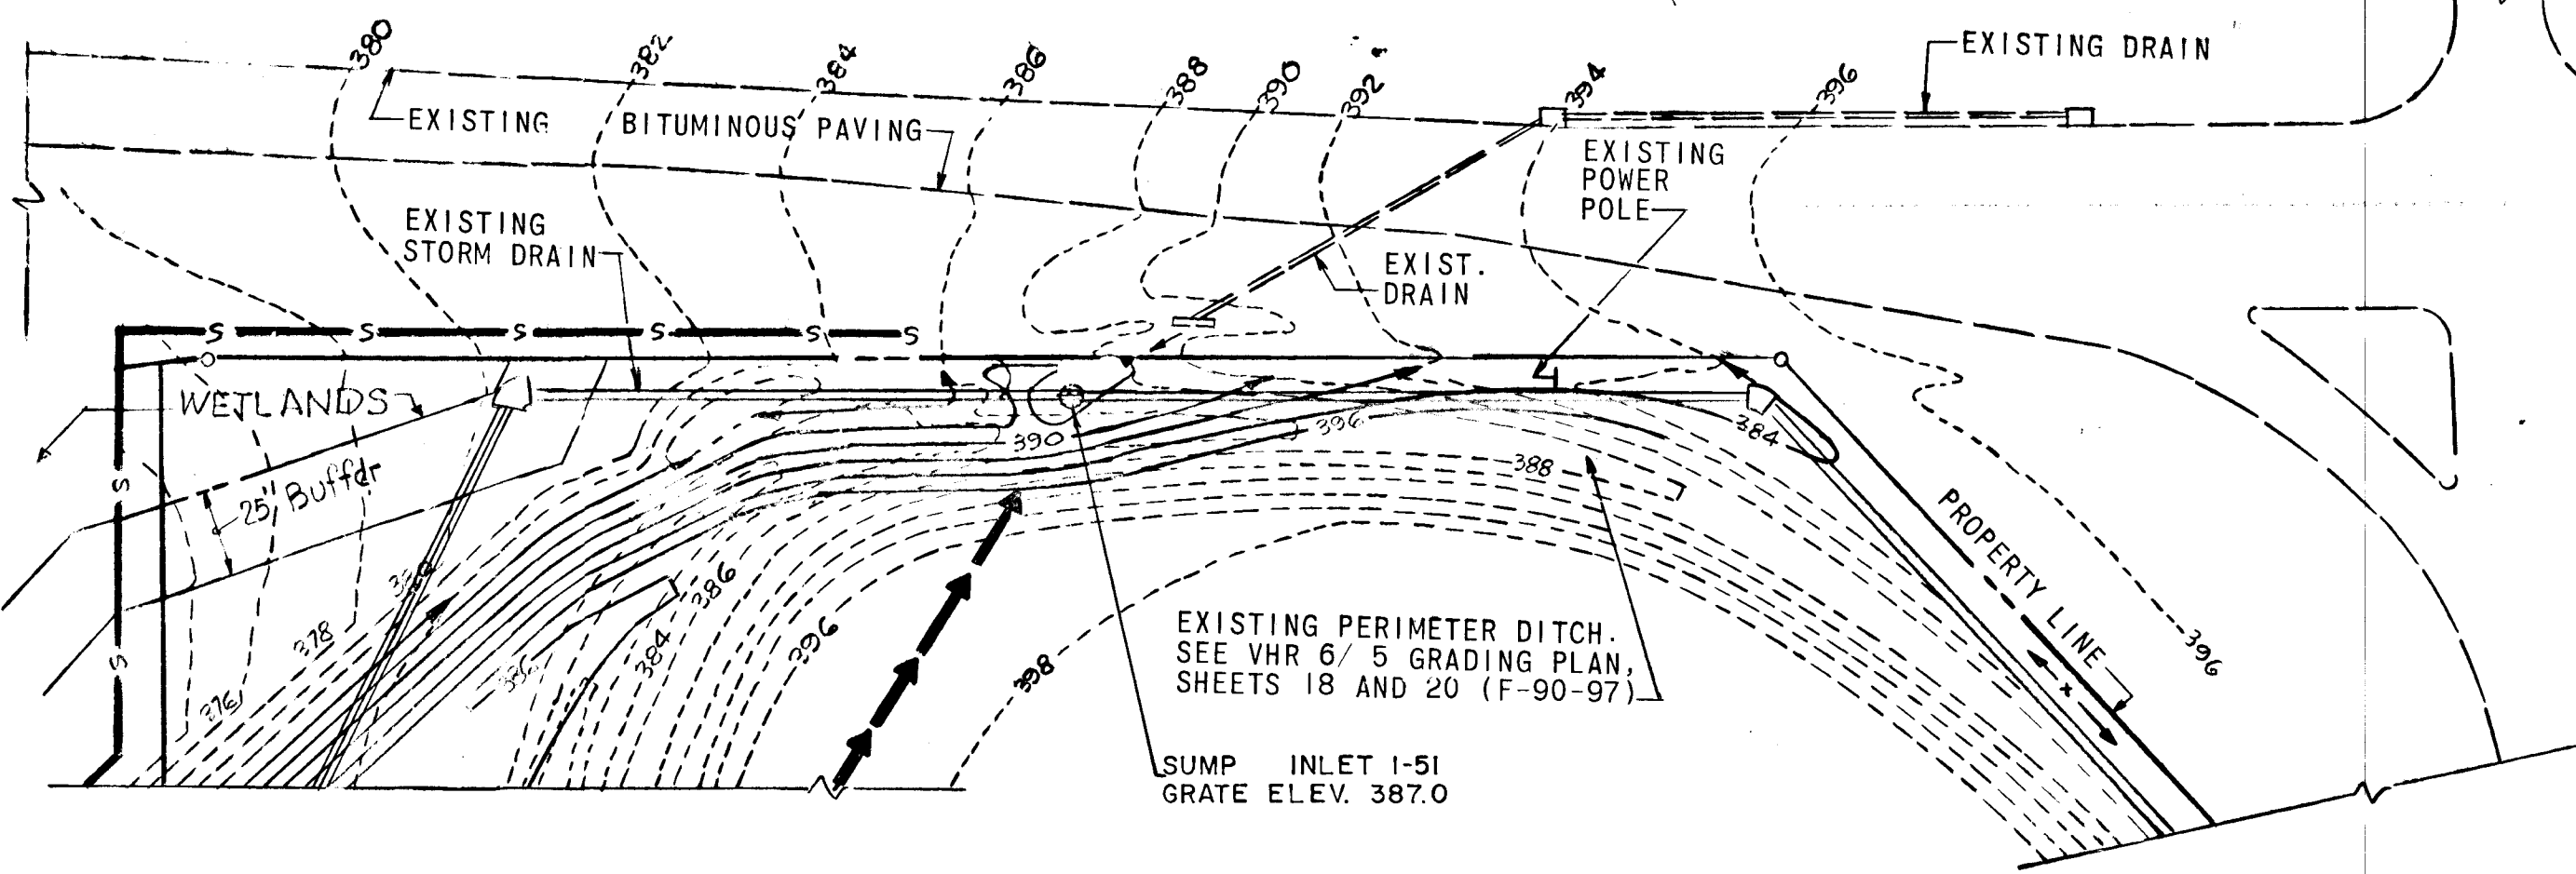 380
382
384
386
388
390
392
394
396
EXISTING DRAIN
EXISTING BITUMINOUS PAVING
EXISTING
POWER
POLE
EXISTING
STORM DRAIN
EXIST.
DRAIN
S S S S S S
WETLANDS
390
396
384
388
S
25' Buffer
380
378
386
386
384
376
396
398
S
PROPERTY LINE
396
EXISTING PERIMETER DITCH.
SEE VHR 6/ 5 GRADING PLAN,
SHEETS 18 AND 20 (F-90-97)
SUMP INLET I-51
GRATE ELEV. 387.0